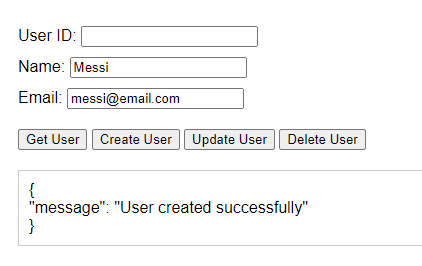 User ID:
Name: Messi
Email: messi@email.com
Get User Create User Update User Delete User
{
"message": "User created successfully"
}